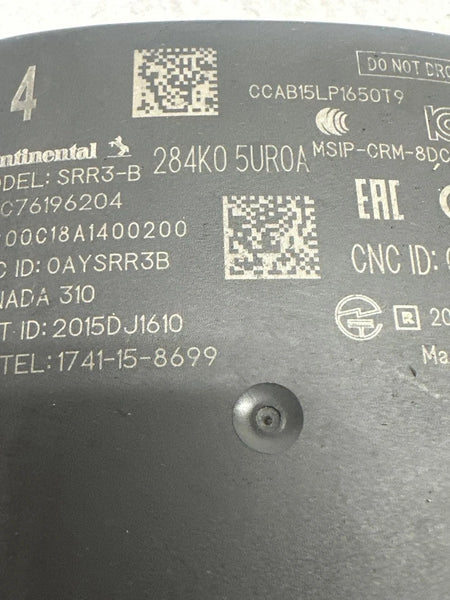 4
DO NOT DRO
CCAB15LP1650T9
ntinental
284K0 5UR0A
MSIP-CRM-8DC
ODEL: SRR3-B
C76196204
00C18A1400200
EAC
C ID: OAYSRR3B
CNC ID:
NADA 310
T ID: 2015DJ1610
R 20
TEL: 1741-15-8699
Ma